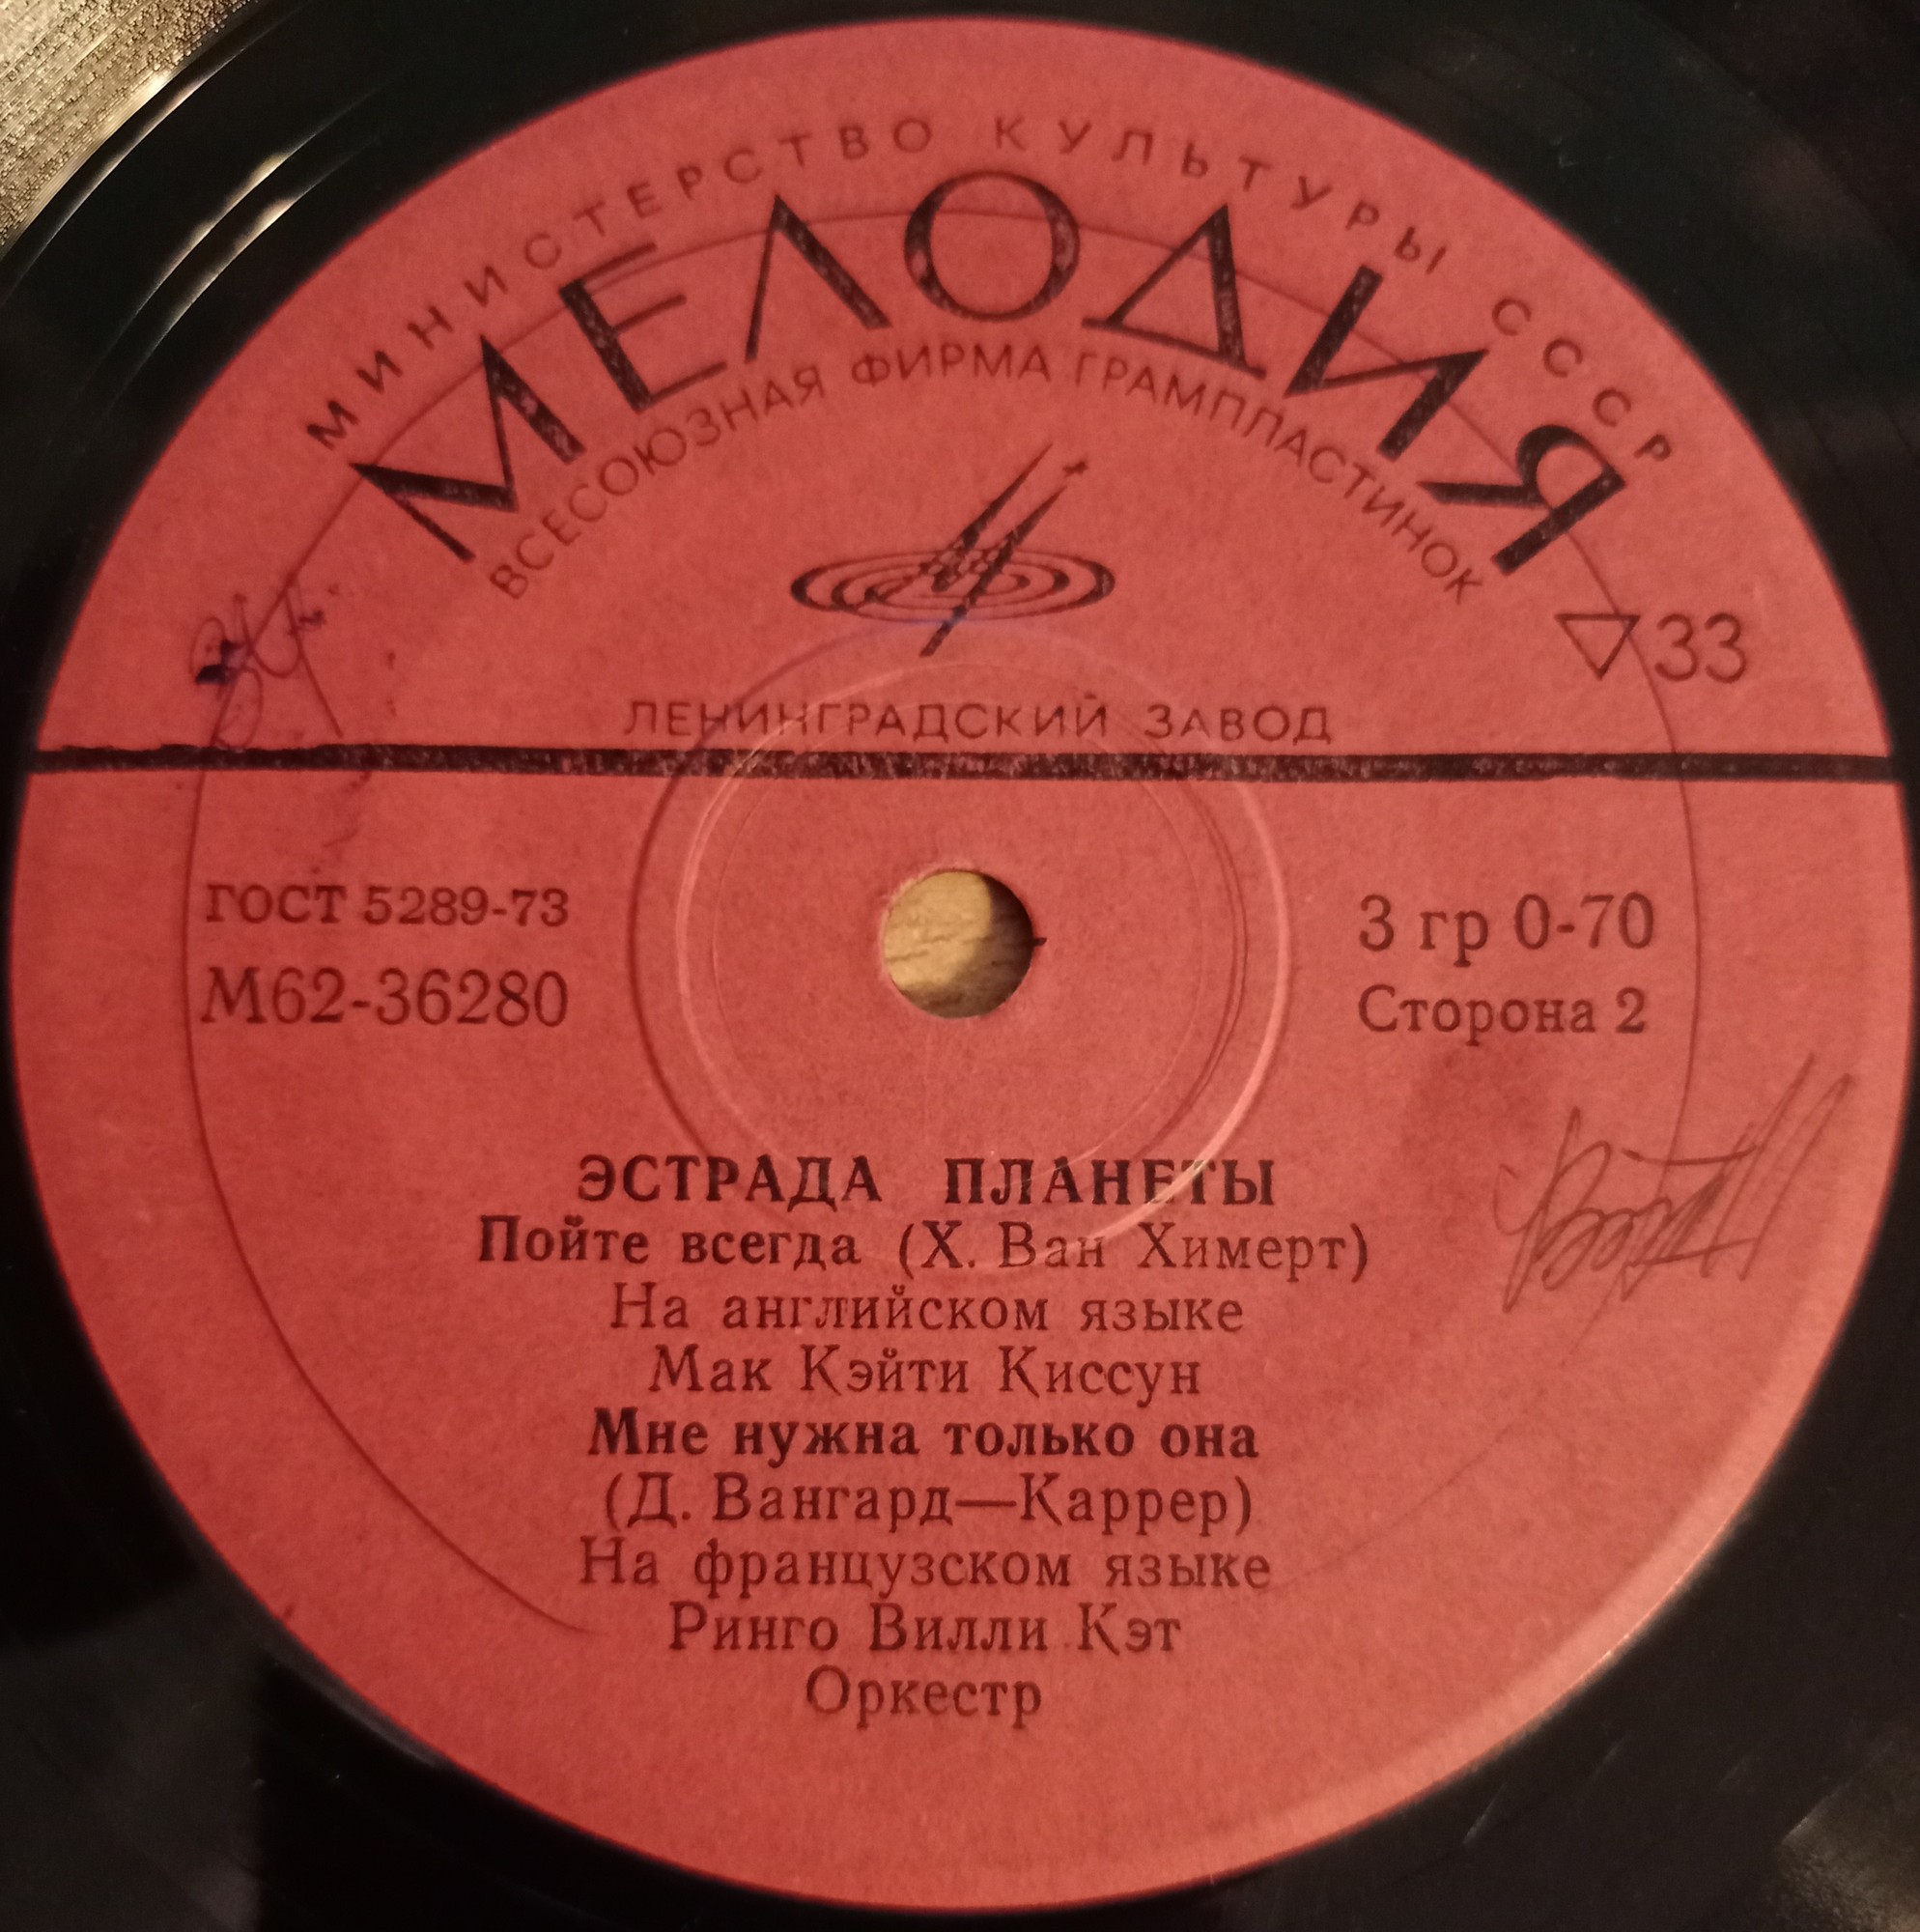 МИНИСТЕРСТВО КУЛЬТУРЫ СССР
МЕЛОДИЯ
ВСЕСОЮЗНАЯ ФИРМА ГРАМПЛАСТИНОК
33
ЛЕНИНГРАДСКИЙ ЗАВОД
ГОСТ 5289-73
М62-36280
3 гр 0-70
Сторона 2
ЭСТРАДА ПЛАНЕТЫ
Пойте всегда (Х. Ван Химерт)
На английском языке
Мак Кэйти Киссун
Мне нужна только она
(Д. Вангард—Каррер)
На французском языке
Ринго Вилли Кэт
Оркестр